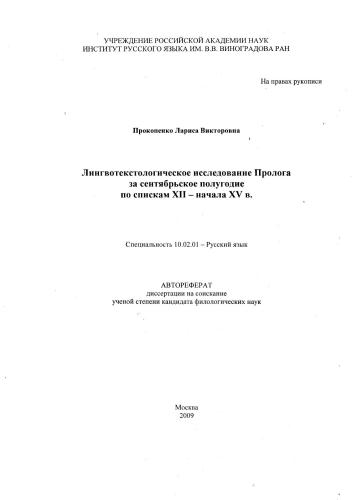 УЧРЕЖДЕНИЕ РОССИЙСКОЙ АКАДЕМИИ НАУК
ИНСТИТУТ РУССКОГО ЯЗЫКА ИМ. В.В. ВИНОГРАДОВА РАН
На правах рукописи
Прокопенко Лариса Викторовна
Лингвотекстологическое исследование Пролога
за сентябрьское полугодие
по спискам XII – начала XV в.
Специальность 10.02.01 – Русский язык
АВТОРЕФЕРАТ
диссертации на соискание
ученой степени кандидата филологических наук
Москва
2009